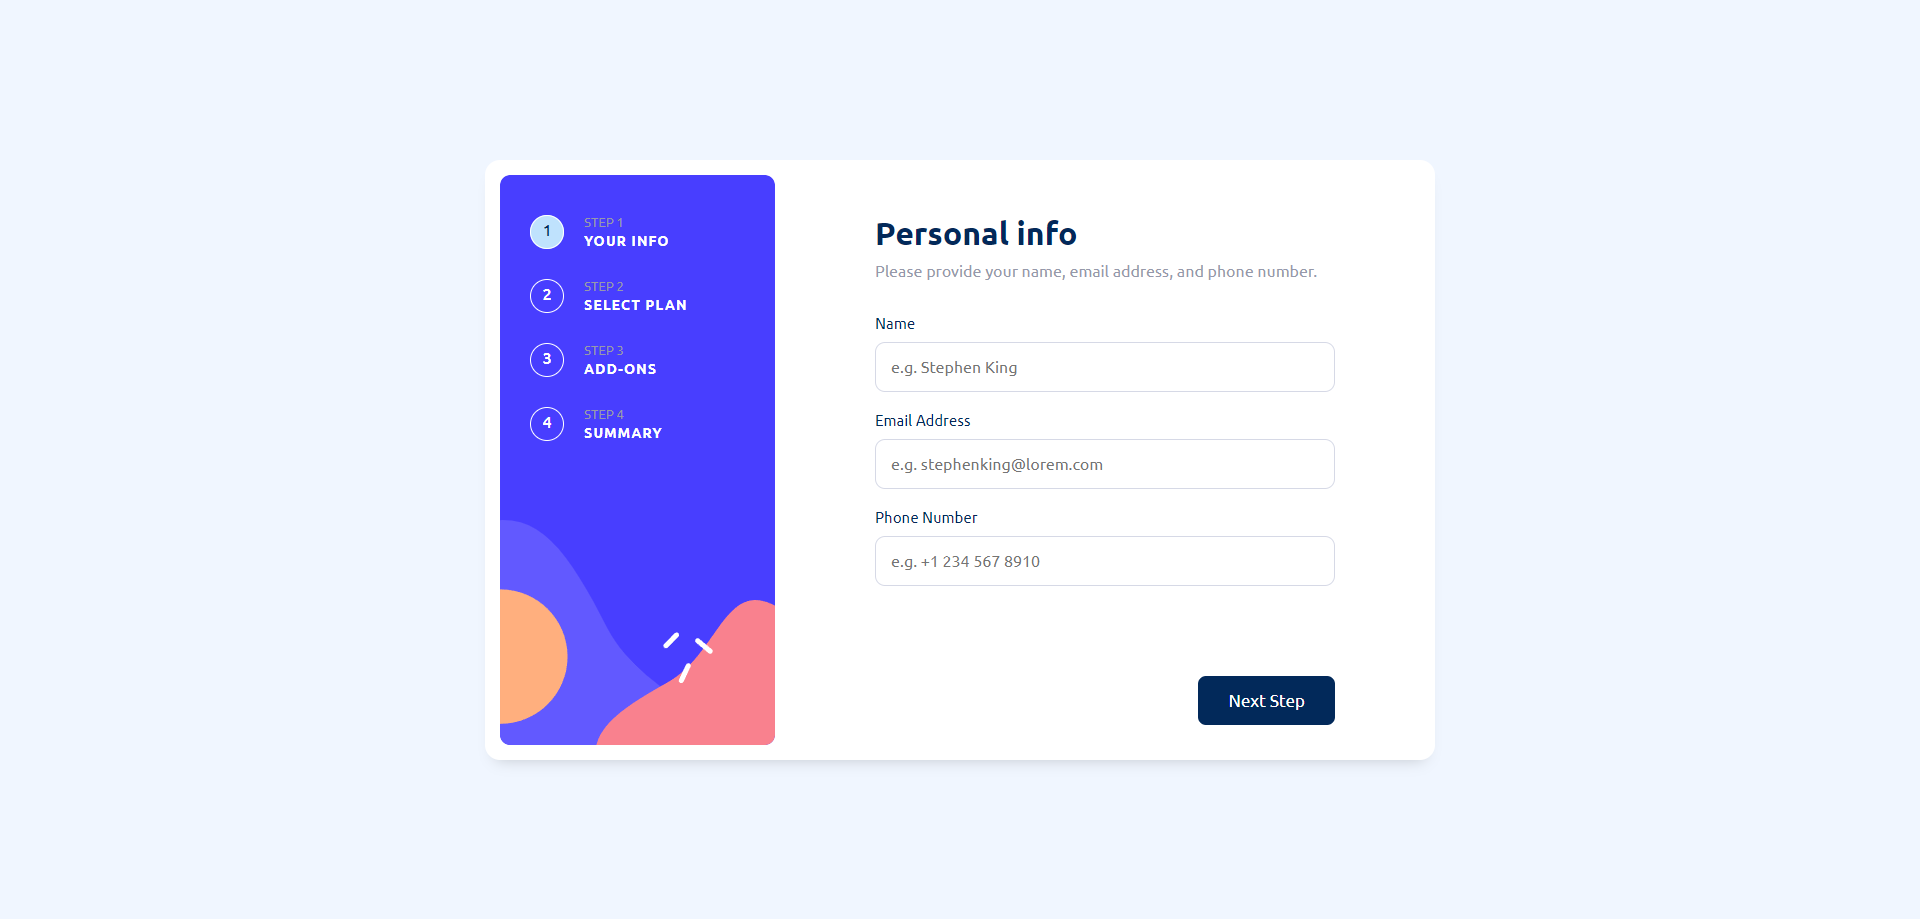 1
STEP 1
YOUR INFO
2
STEP 2
SELECT PLAN
3
STEP 3
ADD-ONS
4
STEP 4
SUMMARY
Personal info
Please provide your name, email address, and phone number.
Name
e.g. Stephen King
Email Address
e.g. stephenking@lorem.com
Phone Number
e.g. +1 234 567 8910
Next Step